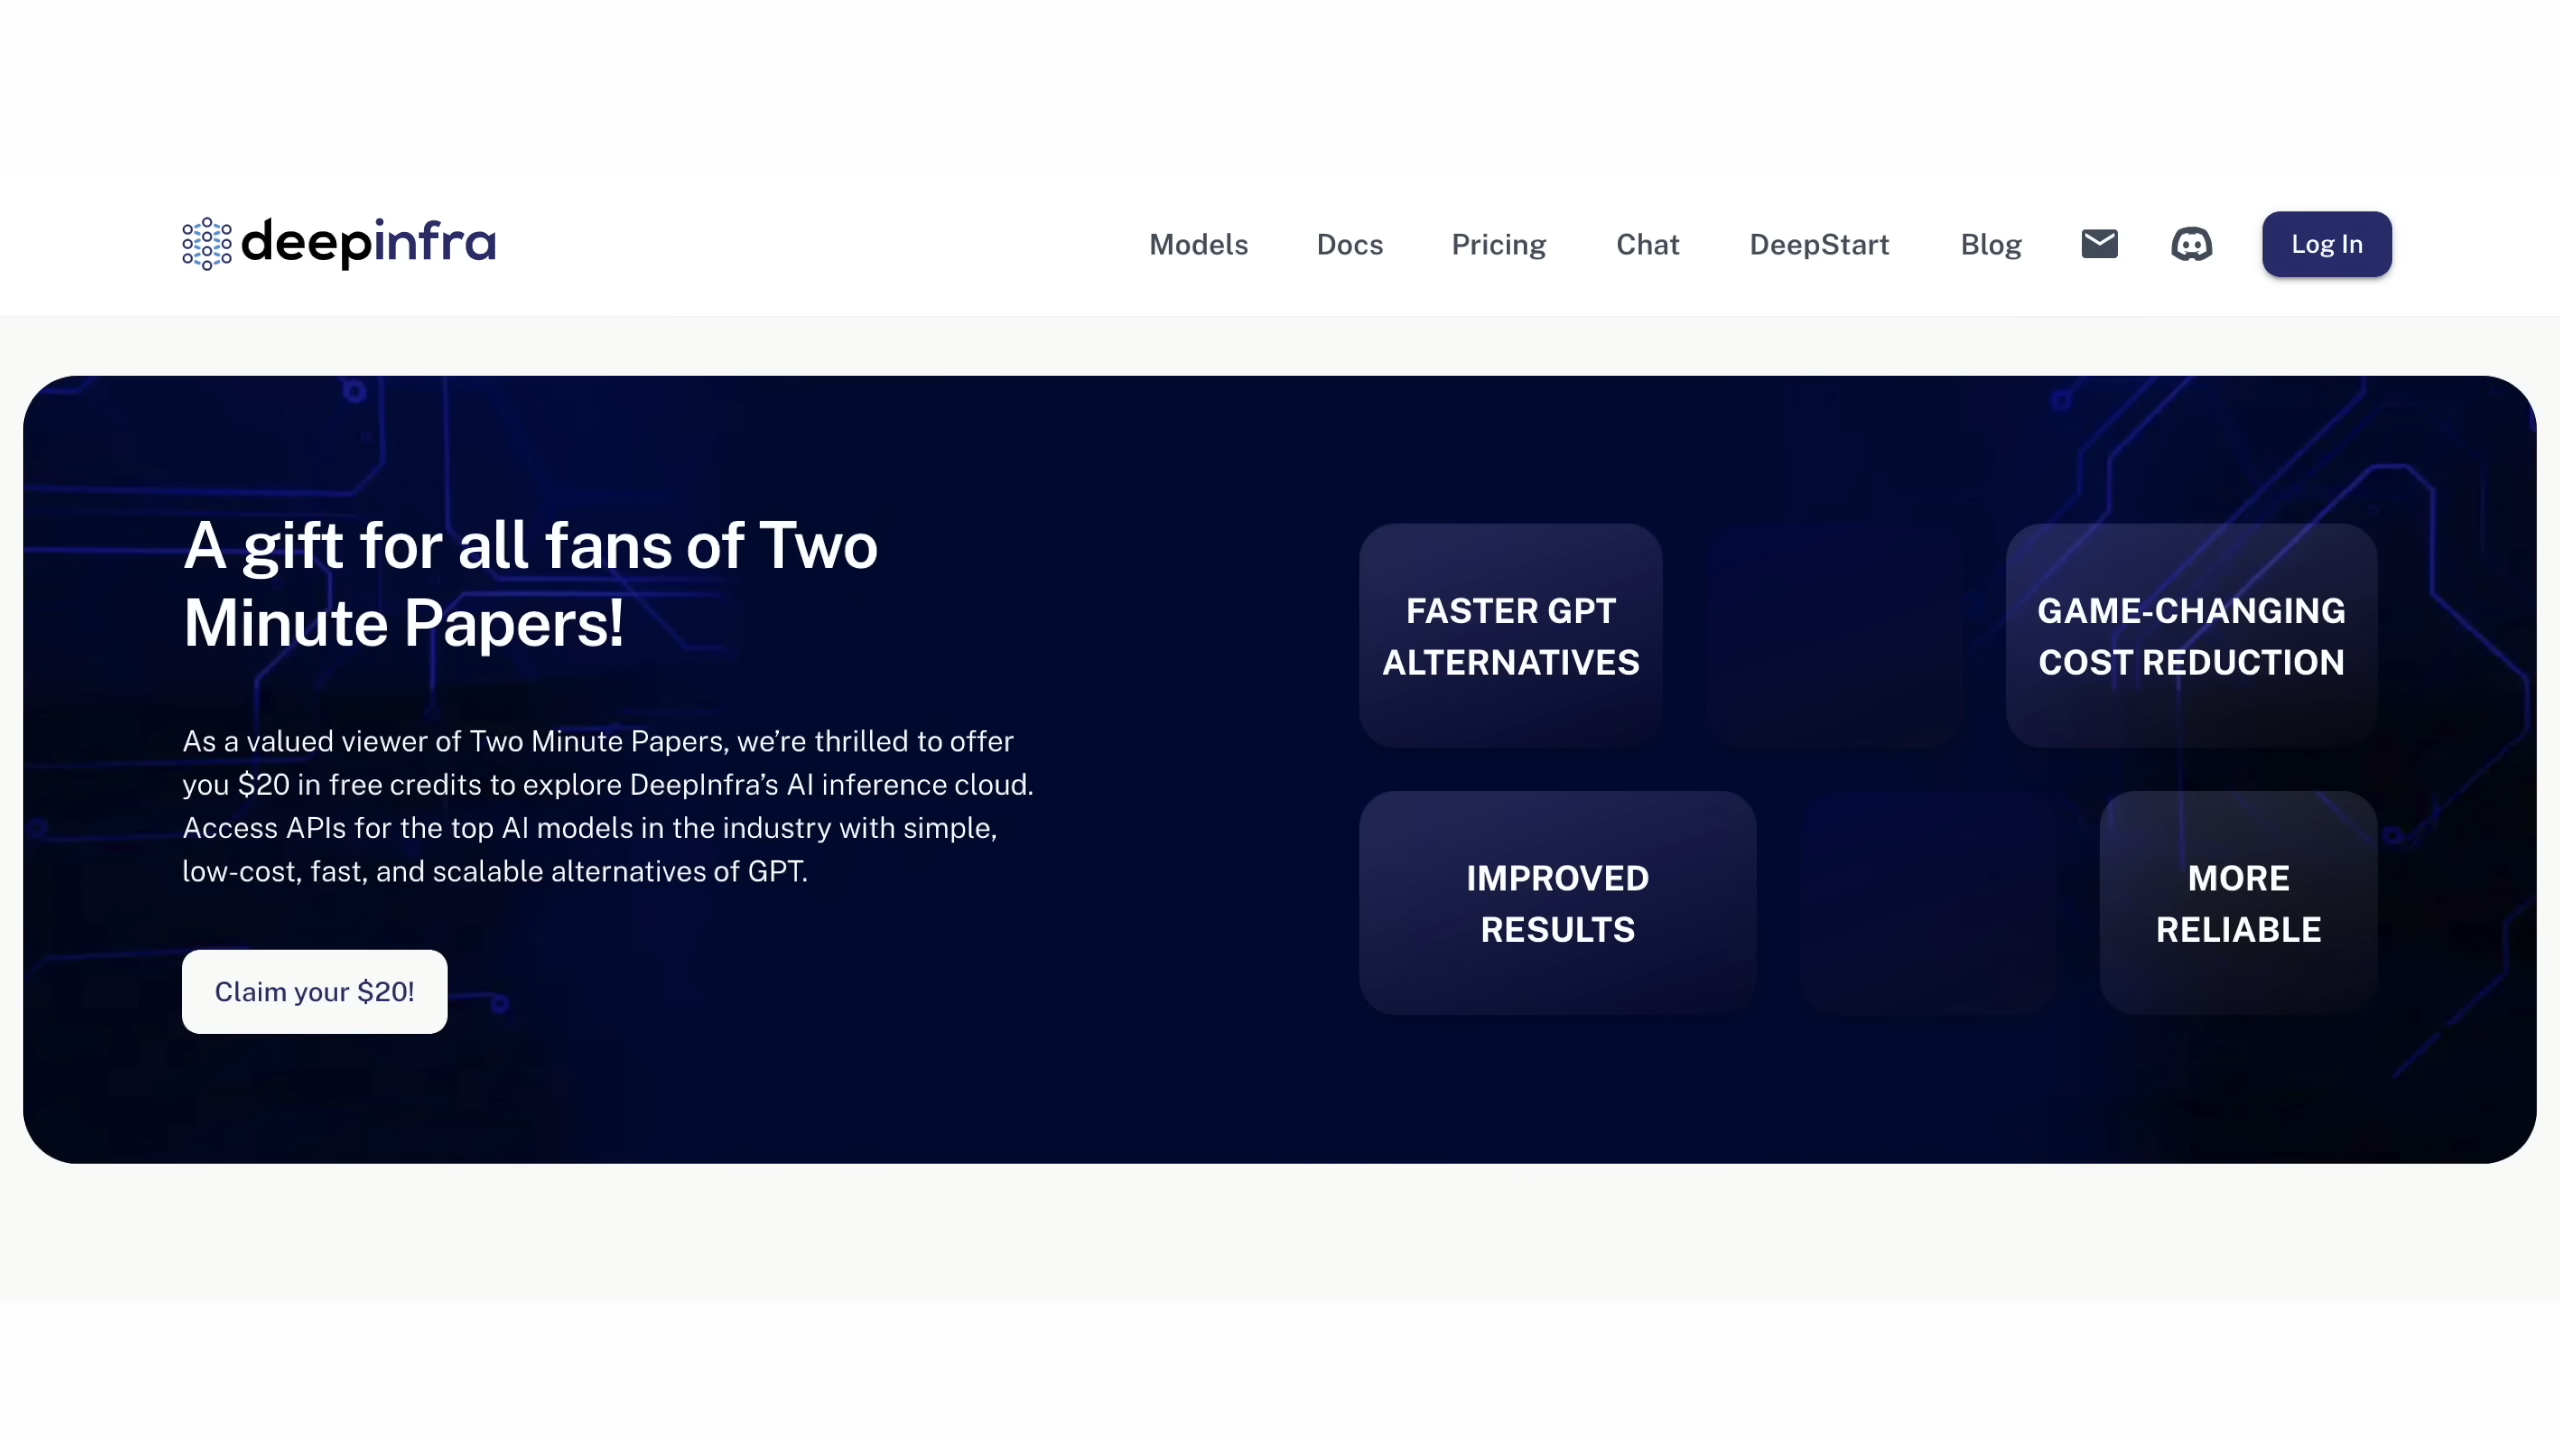 deepinfra
Models Docs Pricing Chat DeepStart Blog Log In
A gift for all fans of Two
Minute Papers!
As a valued viewer of Two Minute Papers, we’re thrilled to offer
you $20 in free credits to explore DeepInfra’s AI inference cloud.
Access APIs for the top AI models in the industry with simple,
low-cost, fast, and scalable alternatives of GPT.
Claim your $20!
FASTER GPT
ALTERNATIVES
GAME-CHANGING
COST REDUCTION
IMPROVED
RESULTS
MORE
RELIABLE